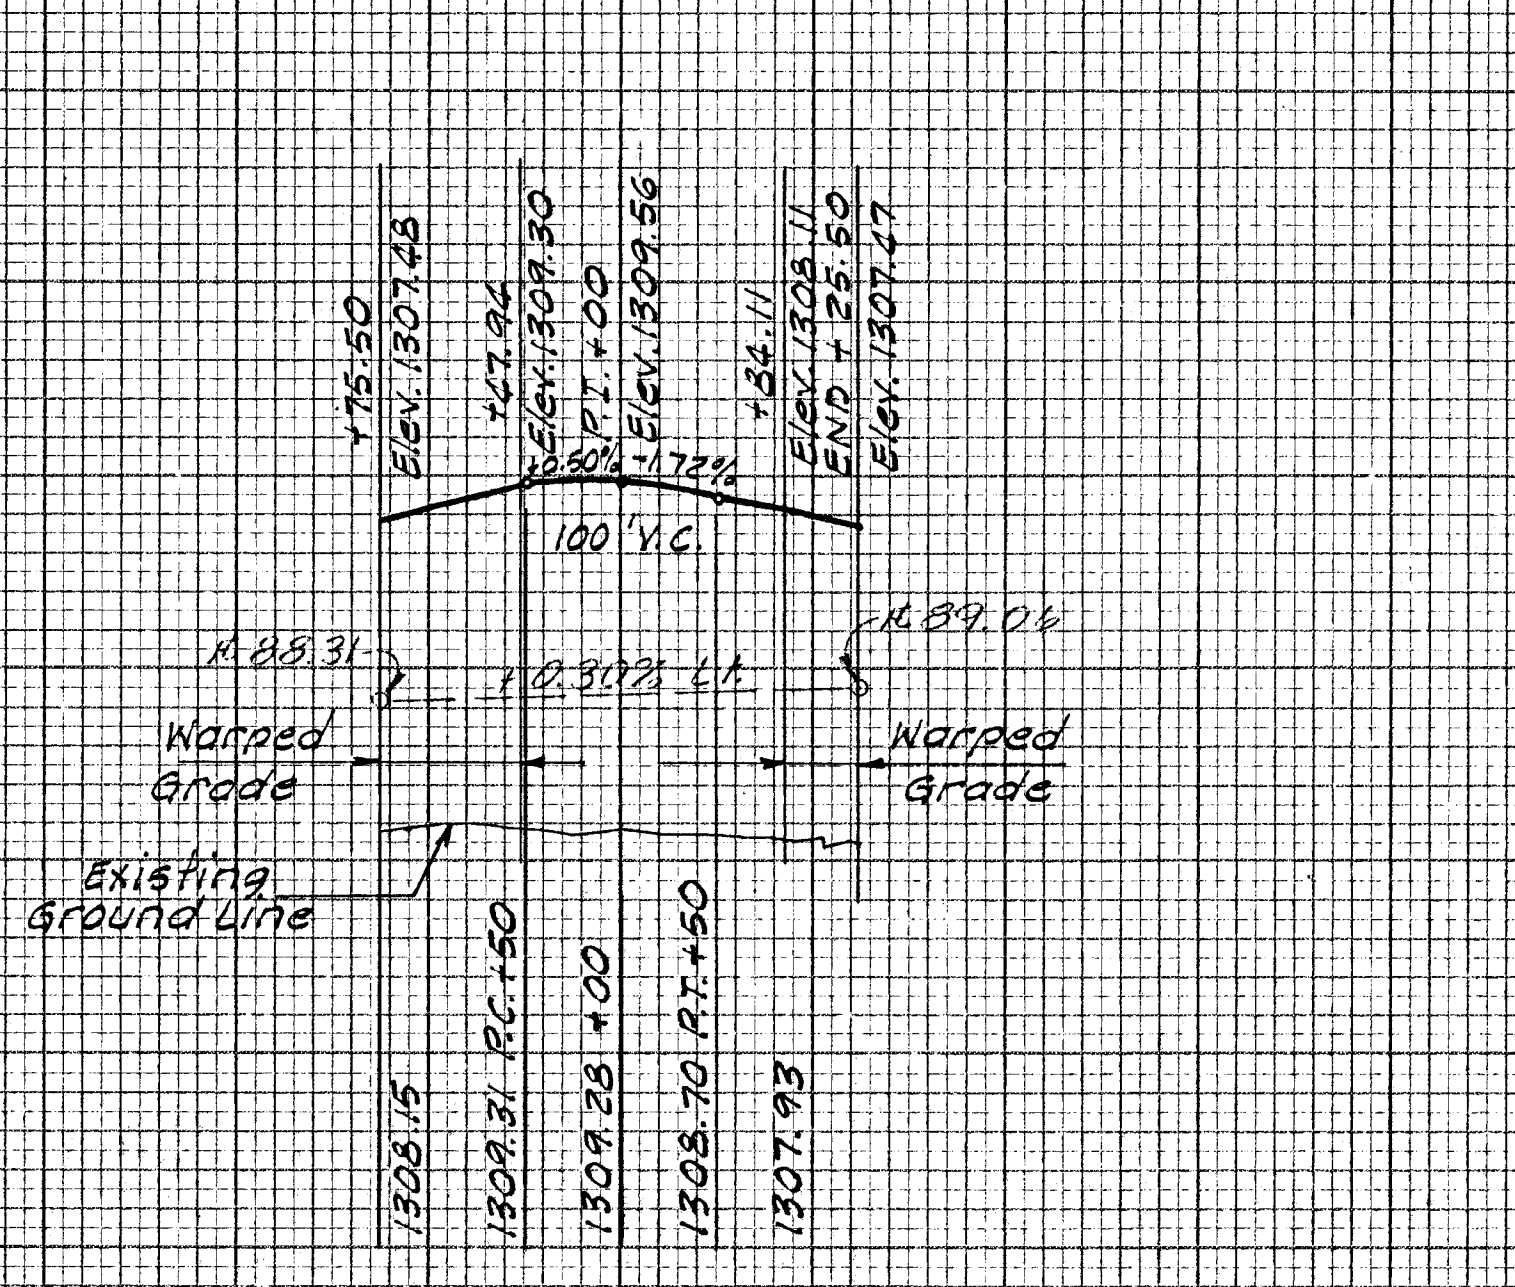 +75.50
Elev. 1307.48
+47.94
Elev. 1309.30
P.I. +00
Elev. 1309.56
+84.11
Elev. 1308.11
END +25.50
Elev. 1307.47
+0.50% -1.72%
100' V.C.
88.31
89.06
+0.30% Lt.
Warped
Grade
Warped
Grade
Existing
Ground Line
1308.15
1309.31 P.C. +50
1309.28 +00
1308.70 P.T. +50
1307.93